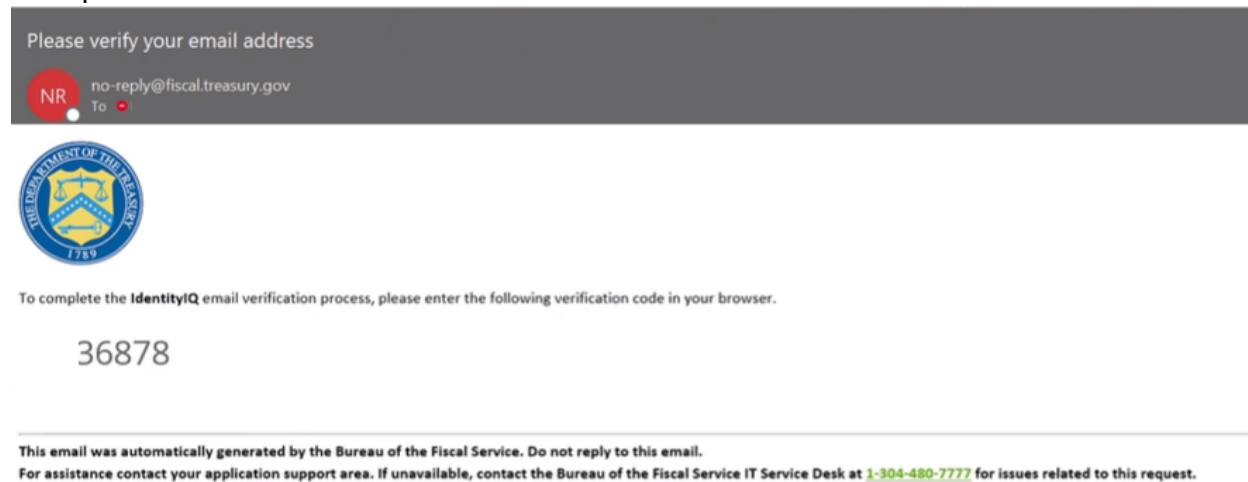 Please verify your email address
NR
no-reply@fiscal.treasury.gov
To
THE DEPARTMENT OF THE TREASURY
1789
To complete the IdentityIQ email verification process, please enter the following verification code in your browser.
36878
This email was automatically generated by the Bureau of the Fiscal Service. Do not reply to this email.
For assistance contact your application support area. If unavailable, contact the Bureau of the Fiscal Service IT Service Desk at 1-304-480-7777 for issues related to this request.